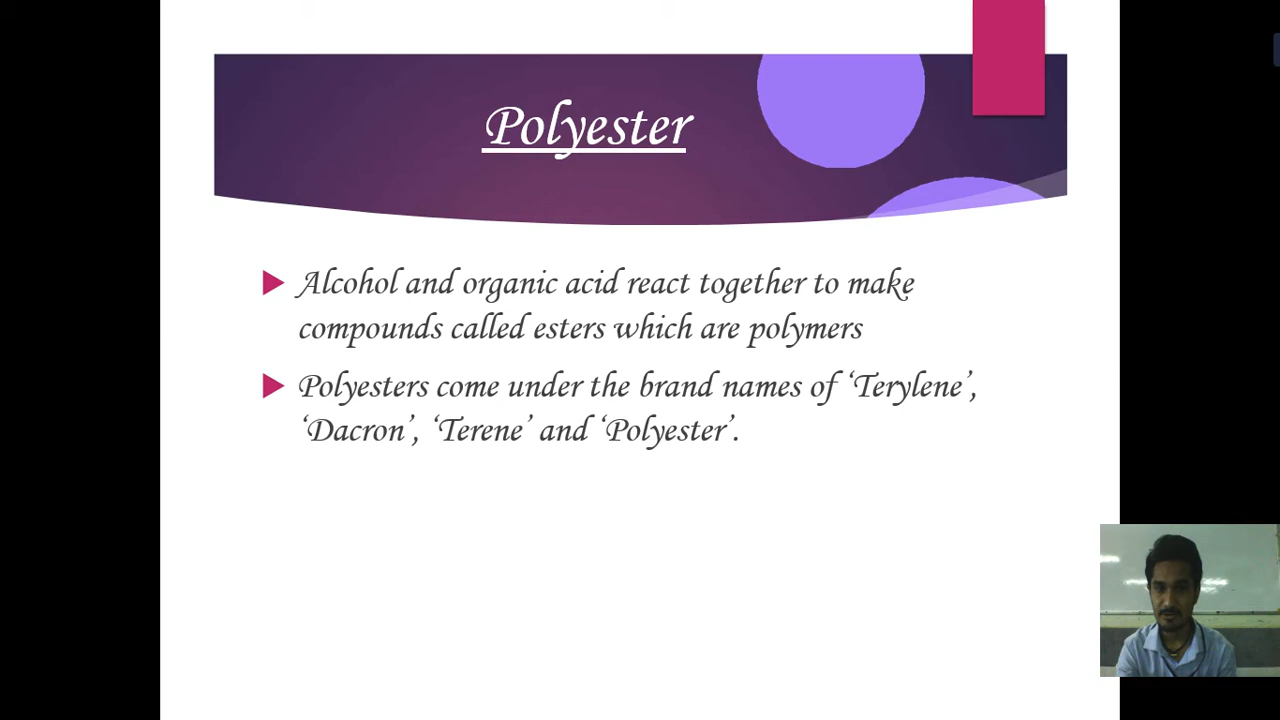 Polyester
Alcohol and organic acid react together to make
compounds called esters which are polymers
Polyesters come under the brand names of ‘Terylene’,
‘Dacron’, ‘Terene’ and ‘Polyester’.